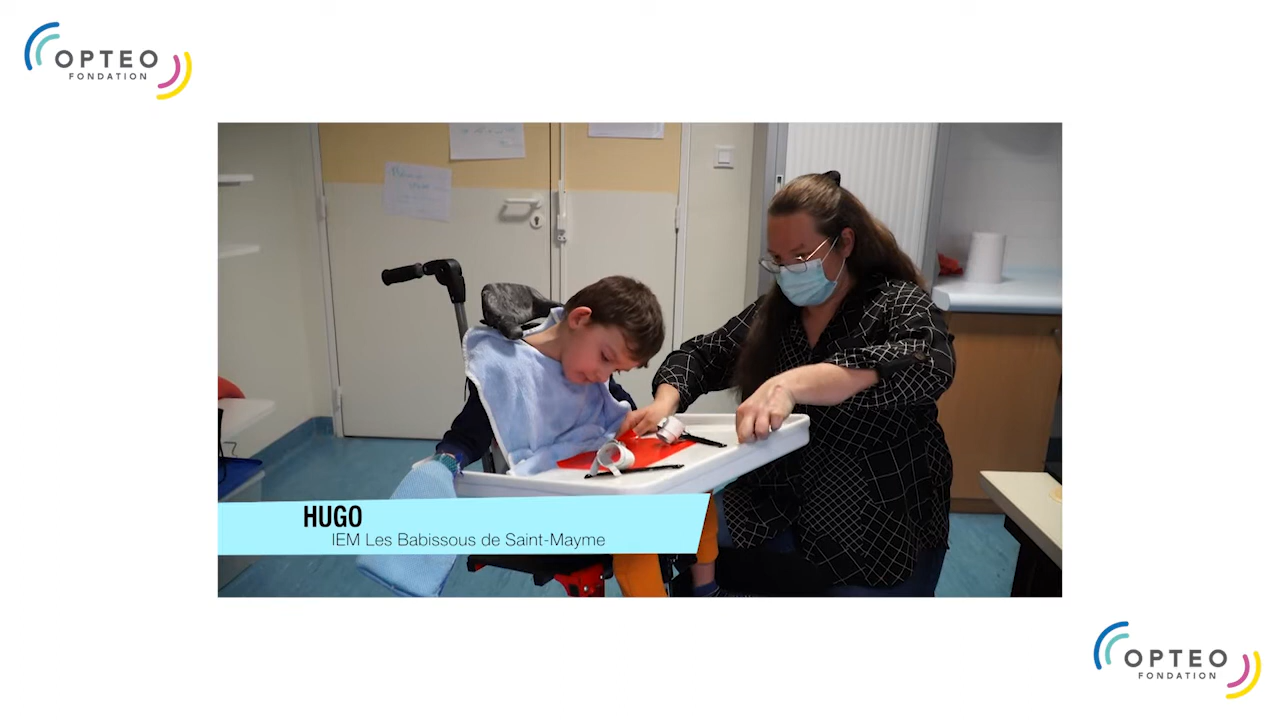 OPTEO
FONDATION
HUGO
IEM Les Babissous de Saint-Mayme
OPTEO
FONDATION